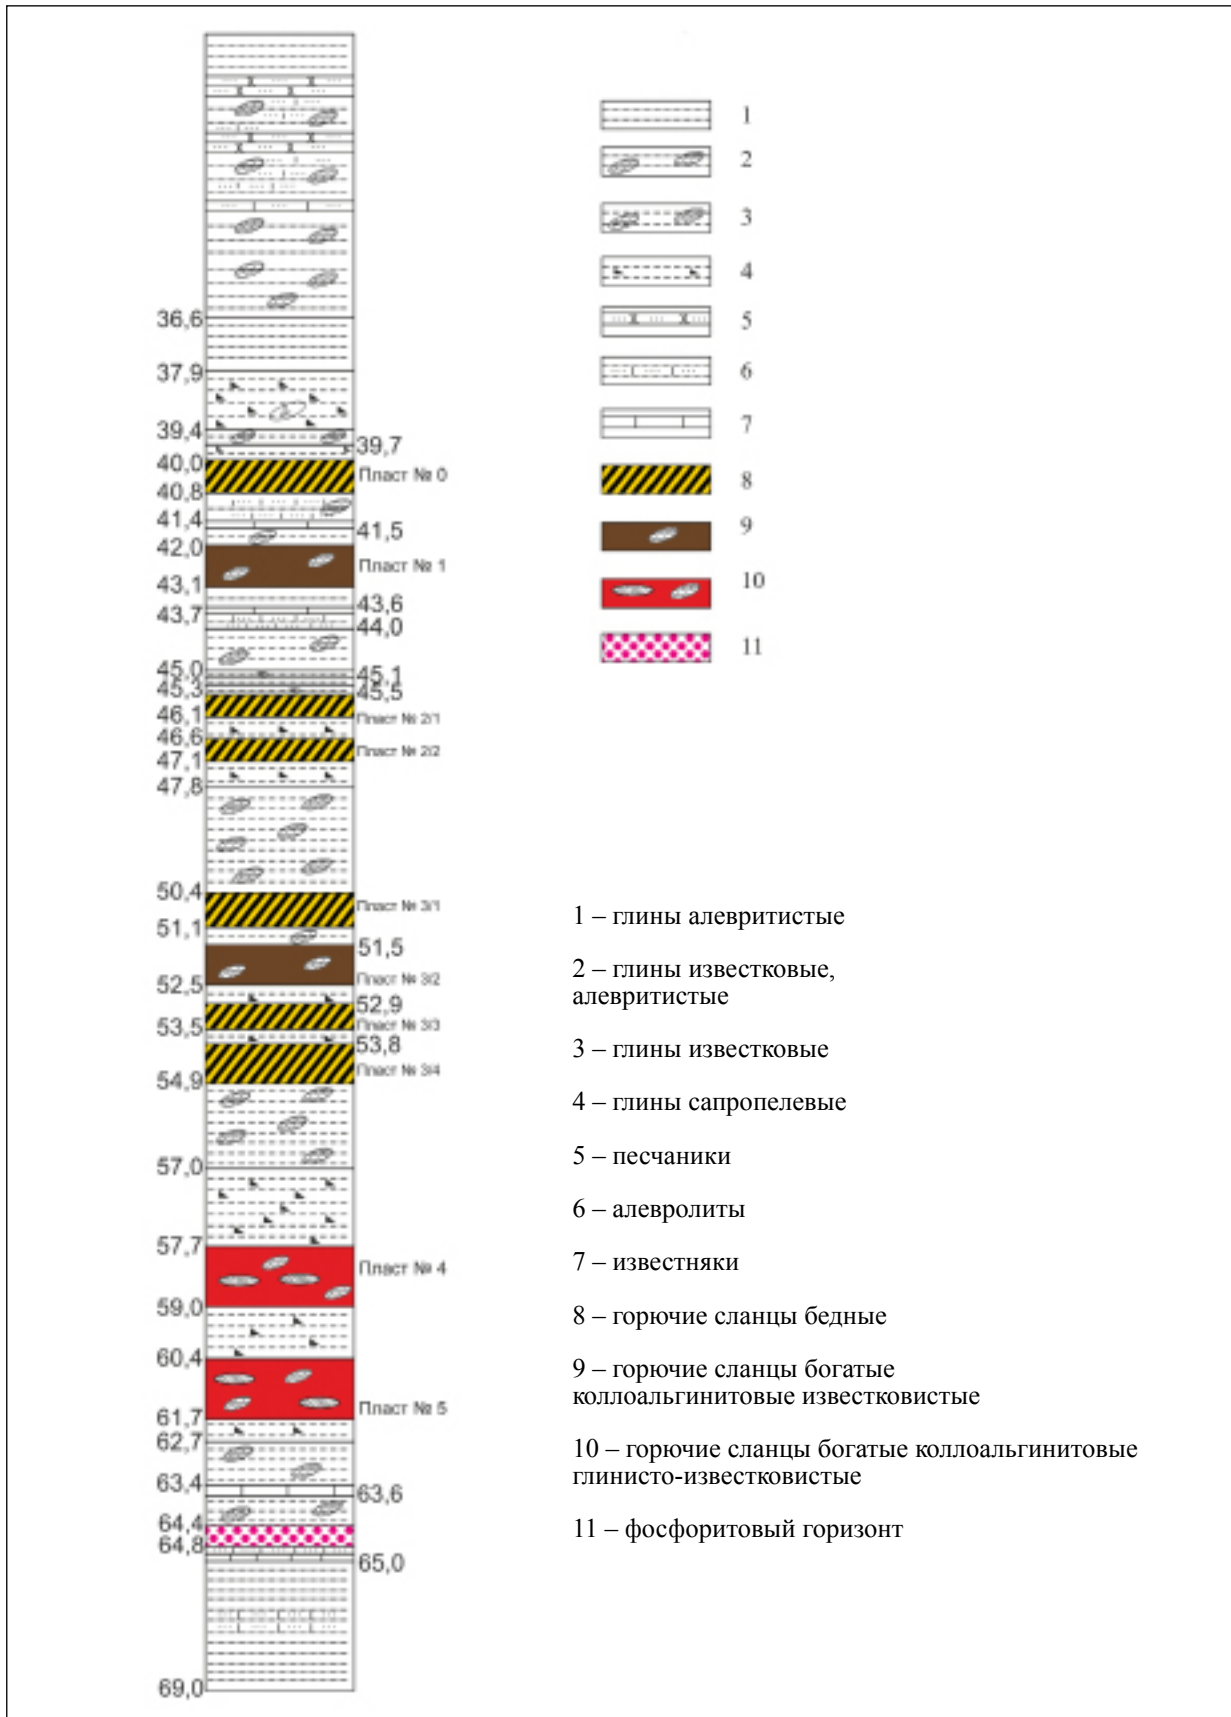 1
2
3
4
5
6
7
8
9
10
11
36,6
37,9
39,4
39,7
40,0
Пласт № 0
40,8
41,4
41,5
42,0
Пласт № 1
43,1
43,6
43,7
44,0
45,0
45,1
45,3
45,5
46,1
Пласт № 2/1
46,6
Пласт № 2/2
47,1
47,8
50,4
Пласт № 3/1
51,1
51,5
52,5
Пласт № 3/2
52,9
53,5
Пласт № 3/3
53,8
Пласт № 3/4
54,9
57,0
57,7
Пласт № 4
59,0
60,4
Пласт № 5
61,7
62,7
63,4
63,6
64,4
64,8
65,0
69,0
1 – глины алевритистые
2 – глины известковые,
алевритистые
3 – глины известковые
4 – глины сапропелевые
5 – песчаники
6 – алевролиты
7 – известняки
8 – горючие сланцы бедные
9 – горючие сланцы богатые
коллоальгинитовые известковистые
10 – горючие сланцы богатые коллоальгинитовые
глинисто-известковистые
11 – фосфоритовый горизонт